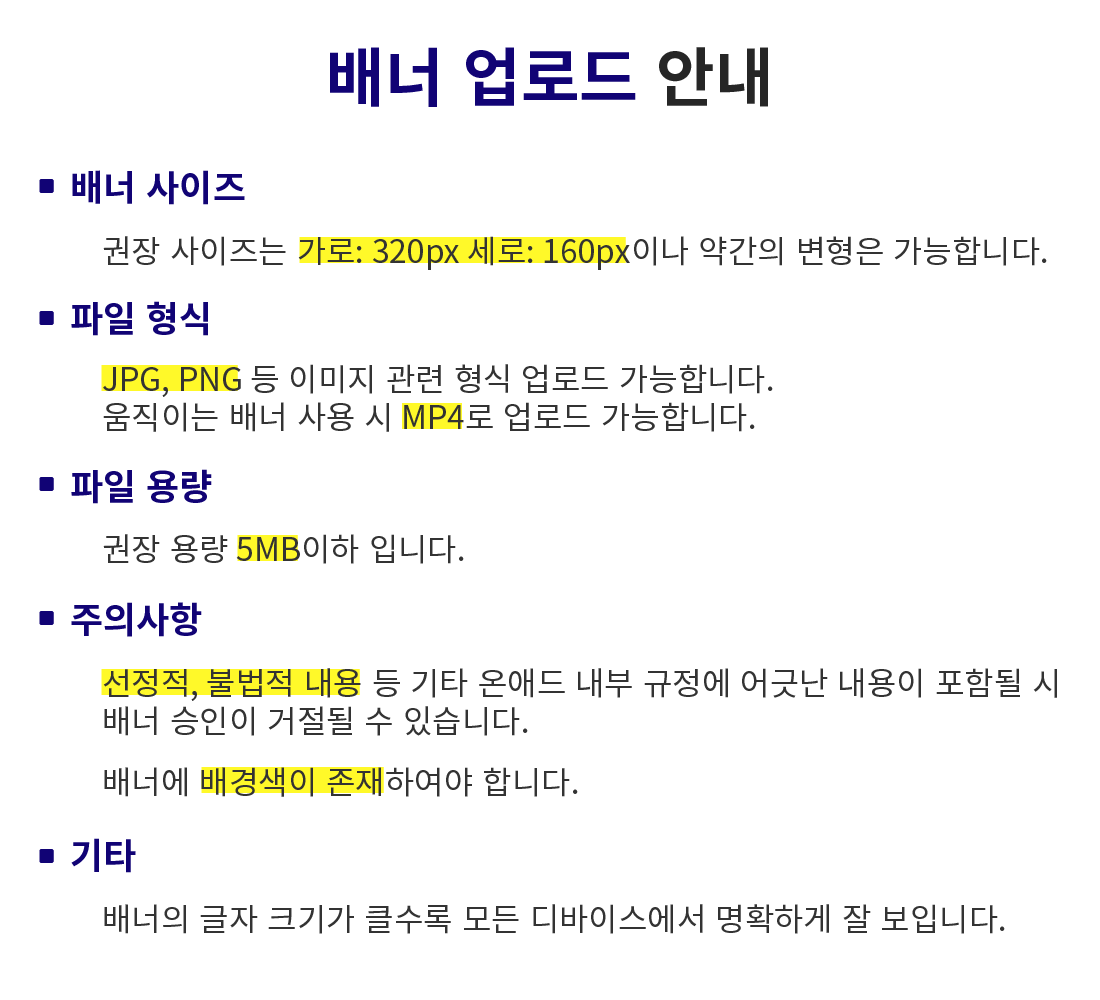 배너 업로드 안내
배너 사이즈
권장 사이즈는 가로: 320px 세로: 160px이나 약간의 변형은 가능합니다.
파일 형식
JPG, PNG 등 이미지 관련 형식 업로드 가능합니다.
움직이는 배너 사용 시 MP4로 업로드 가능합니다.
파일 용량
권장 용량 5MB이하 입니다.
주의사항
선정적, 불법적 내용 등 기타 온애드 내부 규정에 어긋난 내용이 포함될 시
배너 승인이 거절될 수 있습니다.
배너에 배경색이 존재하여야 합니다.
기타
배너의 글자 크기가 클수록 모든 디바이스에서 명확하게 잘 보입니다.